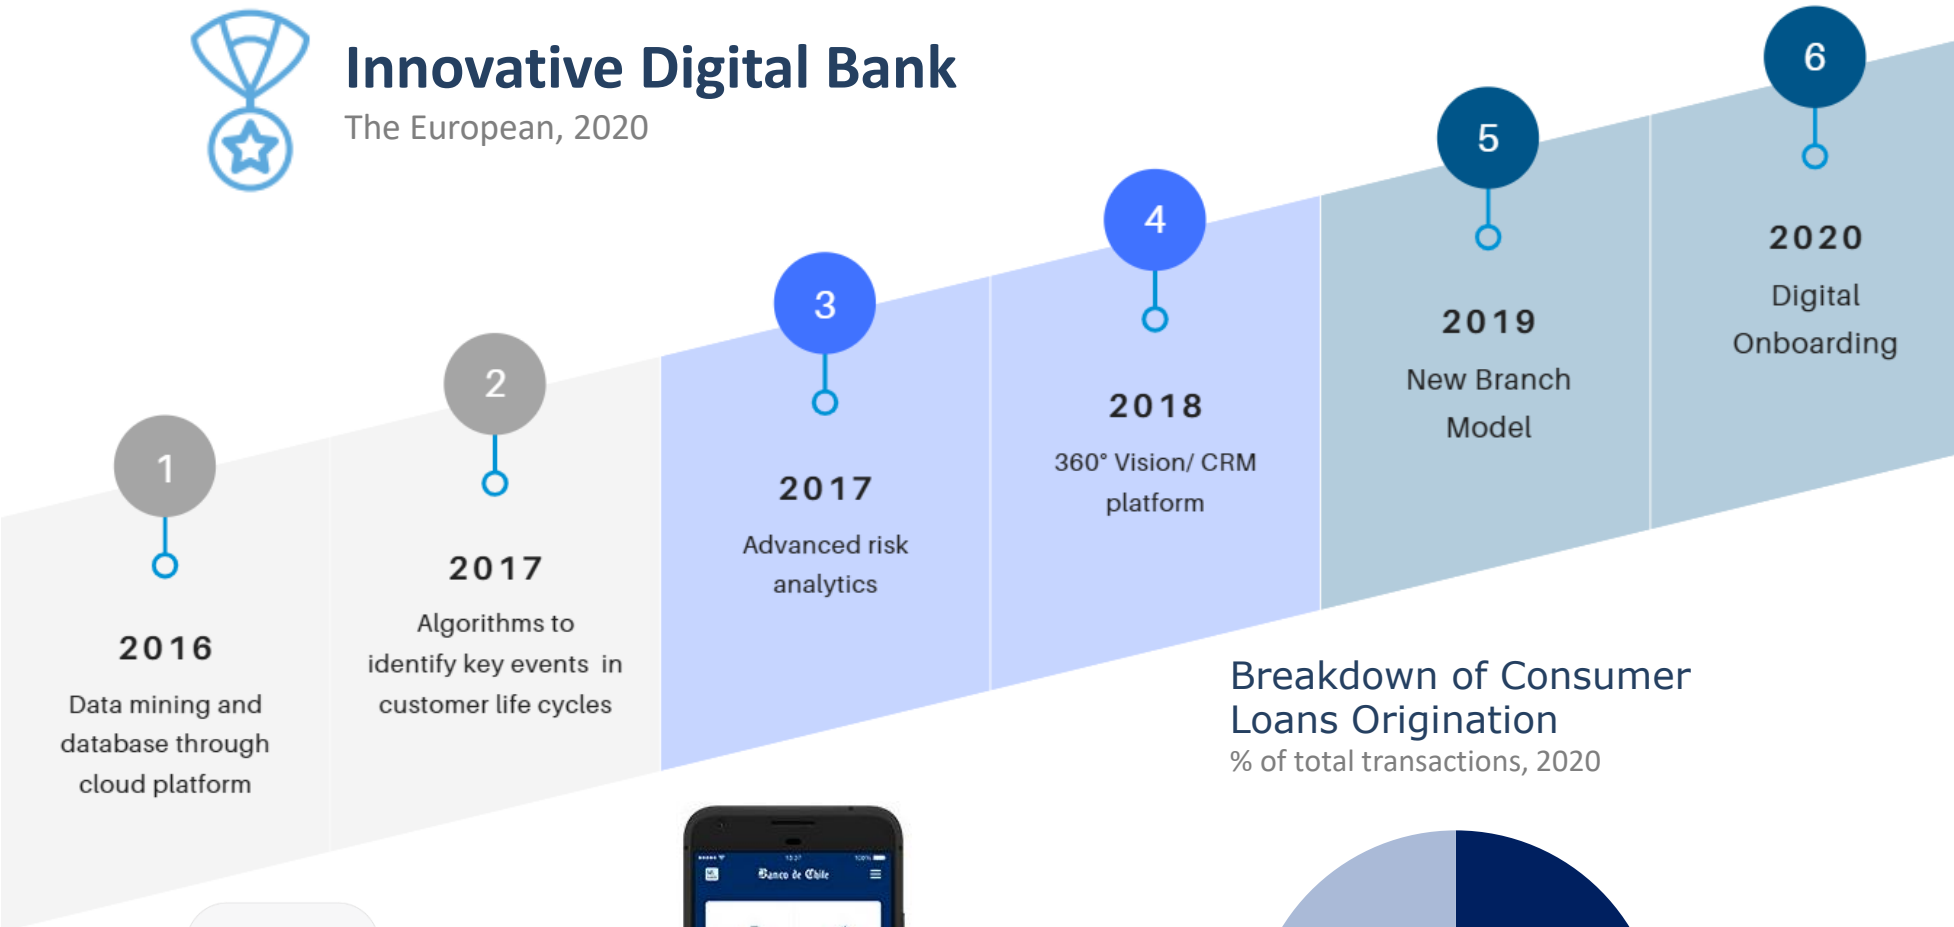 Innovative Digital Bank
The European, 2020
1
2016
Data mining and
database through
cloud platform
2
2017
Algorithms to
identify key events in
customer life cycles
3
2017
Advanced risk
analytics
4
2018
360° Vision/ CRM
platform
5
2019
New Branch
Model
6
2020
Digital
Onboarding
Breakdown of Consumer
Loans Origination
% of total transactions, 2020
Banco de Chile